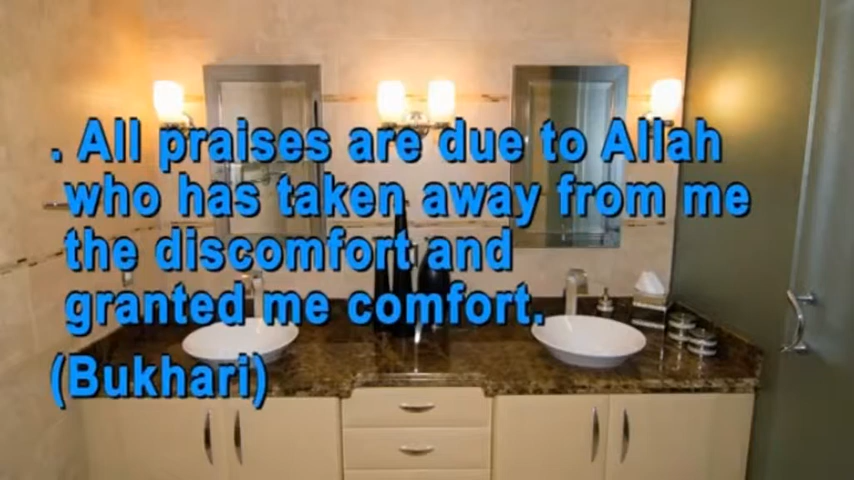 . All praises are due to Allah
who has taken away from me
the discomfort and
granted me comfort.
(Bukhari)